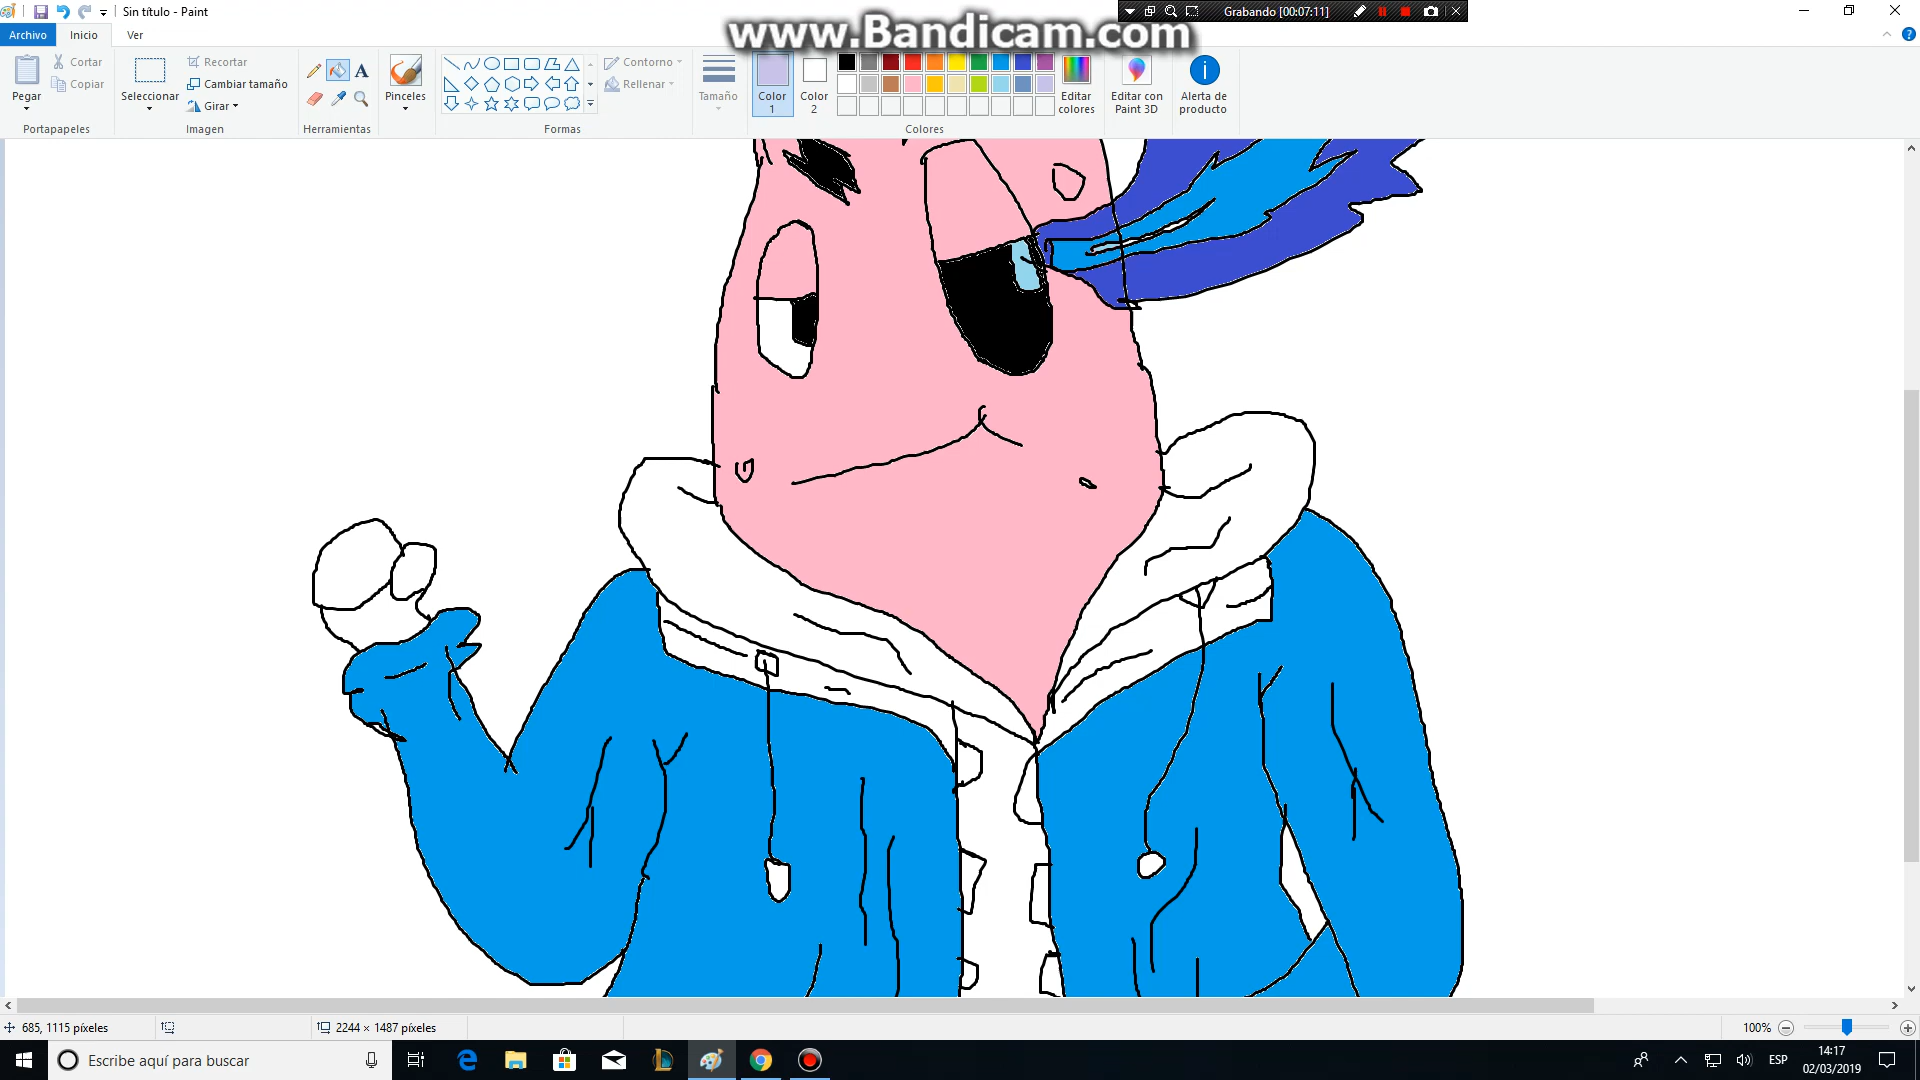 Sin título - Paint
www.Bandicam.com
Grabando [00:07:11]
Archivo
Inicio
Ver
Pegar
Cortar
Copiar
Portapapeles
Seleccionar
Recortar
Cambiar tamaño
Girar
Imagen
Herramientas
Pinceles
Contorno
Rellenar
Formas
Tamaño
Color 1
Color 2
Colores
Editar colores
Editar con Paint 3D
Alerta de producto
685, 1115 píxeles
2244 × 1487 píxeles
100%
Escribe aquí para buscar
ESP
14:17
02/03/2019